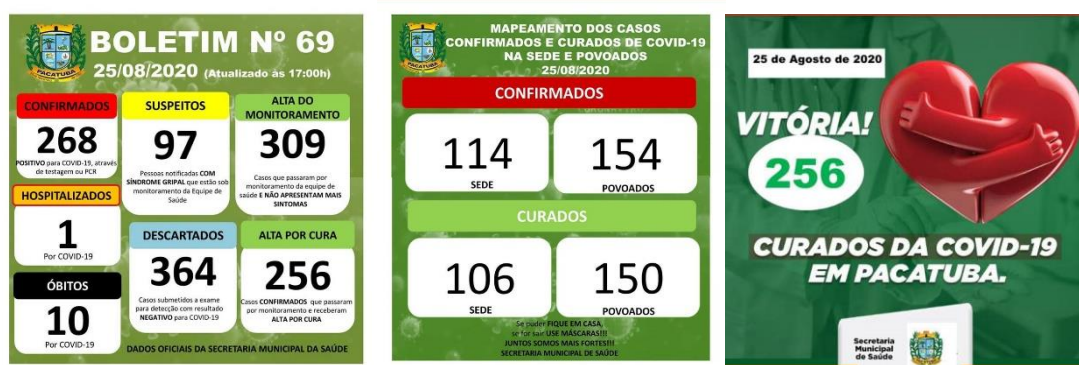 BOLETIM Nº 69
25/08/2020 (Atualizado às 17:00h)
PACATUBA
CONFIRMADOS
268
POSITIVO para COVID-19, através
de testagem ou PCR
SUSPEITOS
97
Pessoas notificadas COM
SÍNDROME GRIPAL que estão sob
monitoramento da Equipe de
Saúde
ALTA DO
MONITORAMENTO
309
Casos que passaram por
monitoramento da equipe de
saúde E NÃO APRESENTAM MAIS
SINTOMAS
HOSPITALIZADOS
1
Por COVID-19
DESCARTADOS
364
Casos submetidos a exame
para detecção com resultado
NEGATIVO para COVID-19
ALTA POR CURA
256
Casos CONFIRMADOS que passaram
por monitoramento e receberam
ALTA POR CURA
ÓBITOS
10
Por COVID-19
DADOS OFICIAIS DA SECRETARIA MUNICIPAL DA SAÚDE
MAPEAMENTO DOS CASOS
CONFIRMADOS E CURADOS DE COVID-19
NA SEDE E POVOADOS
25/08/2020
CONFIRMADOS
114
SEDE
154
POVOADOS
CURADOS
106
SEDE
150
POVOADOS
Se puder FIQUE EM CASA,
se for sair USE MÁSCARAS!!!
JUNTOS SOMOS MAIS FORTES!!!
SECRETARIA MUNICIPAL DE SAÚDE
25 de Agosto de 2020
VITÓRIA!
256
CURADOS DA COVID-19
EM PACATUBA.
Secretaria
Municipal
de Saúde